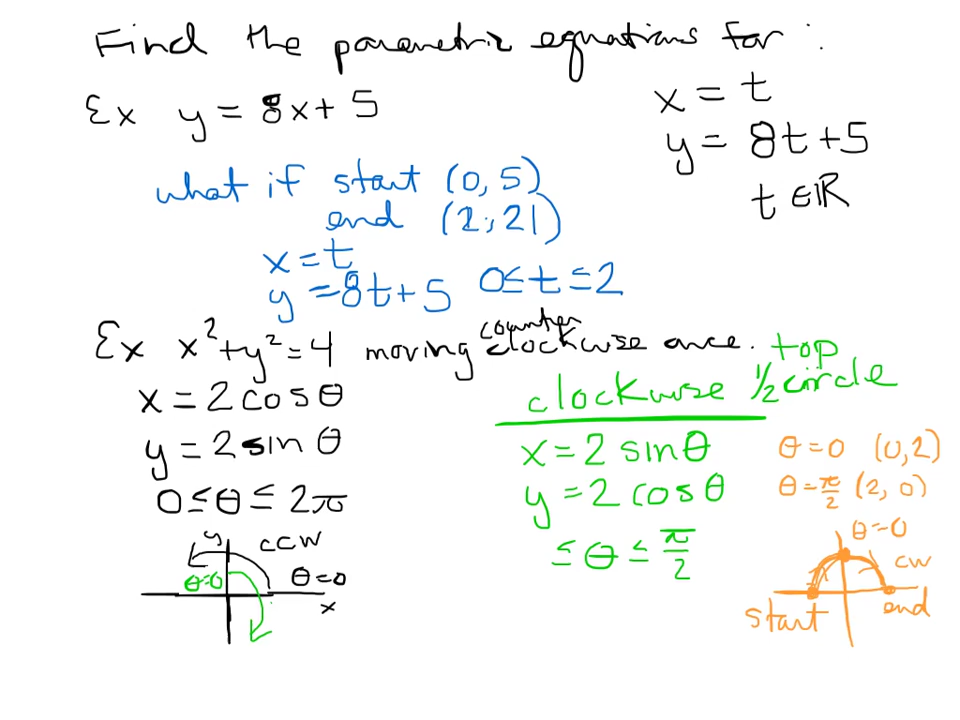 Find the parametric equations for :
Ex y = 8x + 5
x = t
y = 8t + 5
t ∈ ℝ
what if start (0, 5)
end (2, 21)
x = t
y = 8t + 5 0 ≤ t ≤ 2
Ex x² + y² = 4 moving counter clockwise once.
x = 2 cos θ
y = 2 sin θ
0 ≤ θ ≤ 2π
y
CCW
θ=0
θ=0
x
top
clockwise ½ circle
x = 2 sin θ
y = 2 cos θ
≤ θ ≤ π/2
θ = 0 (0, 2)
θ = π/2 (2, 0)
θ=0
CW
start
end